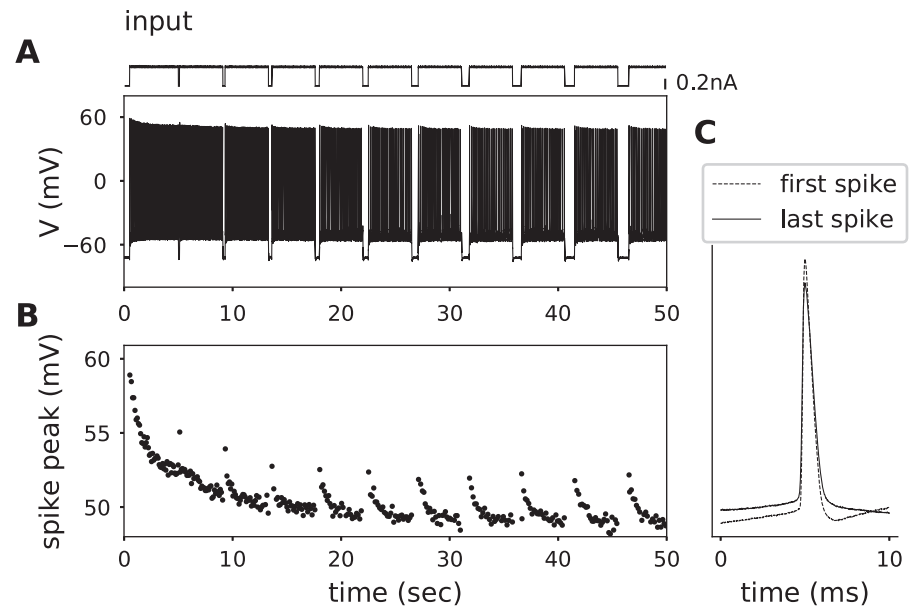 input
A
0.2nA
60
0
−60
V (mV)
0 10 20 30 40 50
C
first spike
last spike
B
60
55
50
spike peak (mV)
0 10 20 30 40 50
time (sec)
0 10
time (ms)